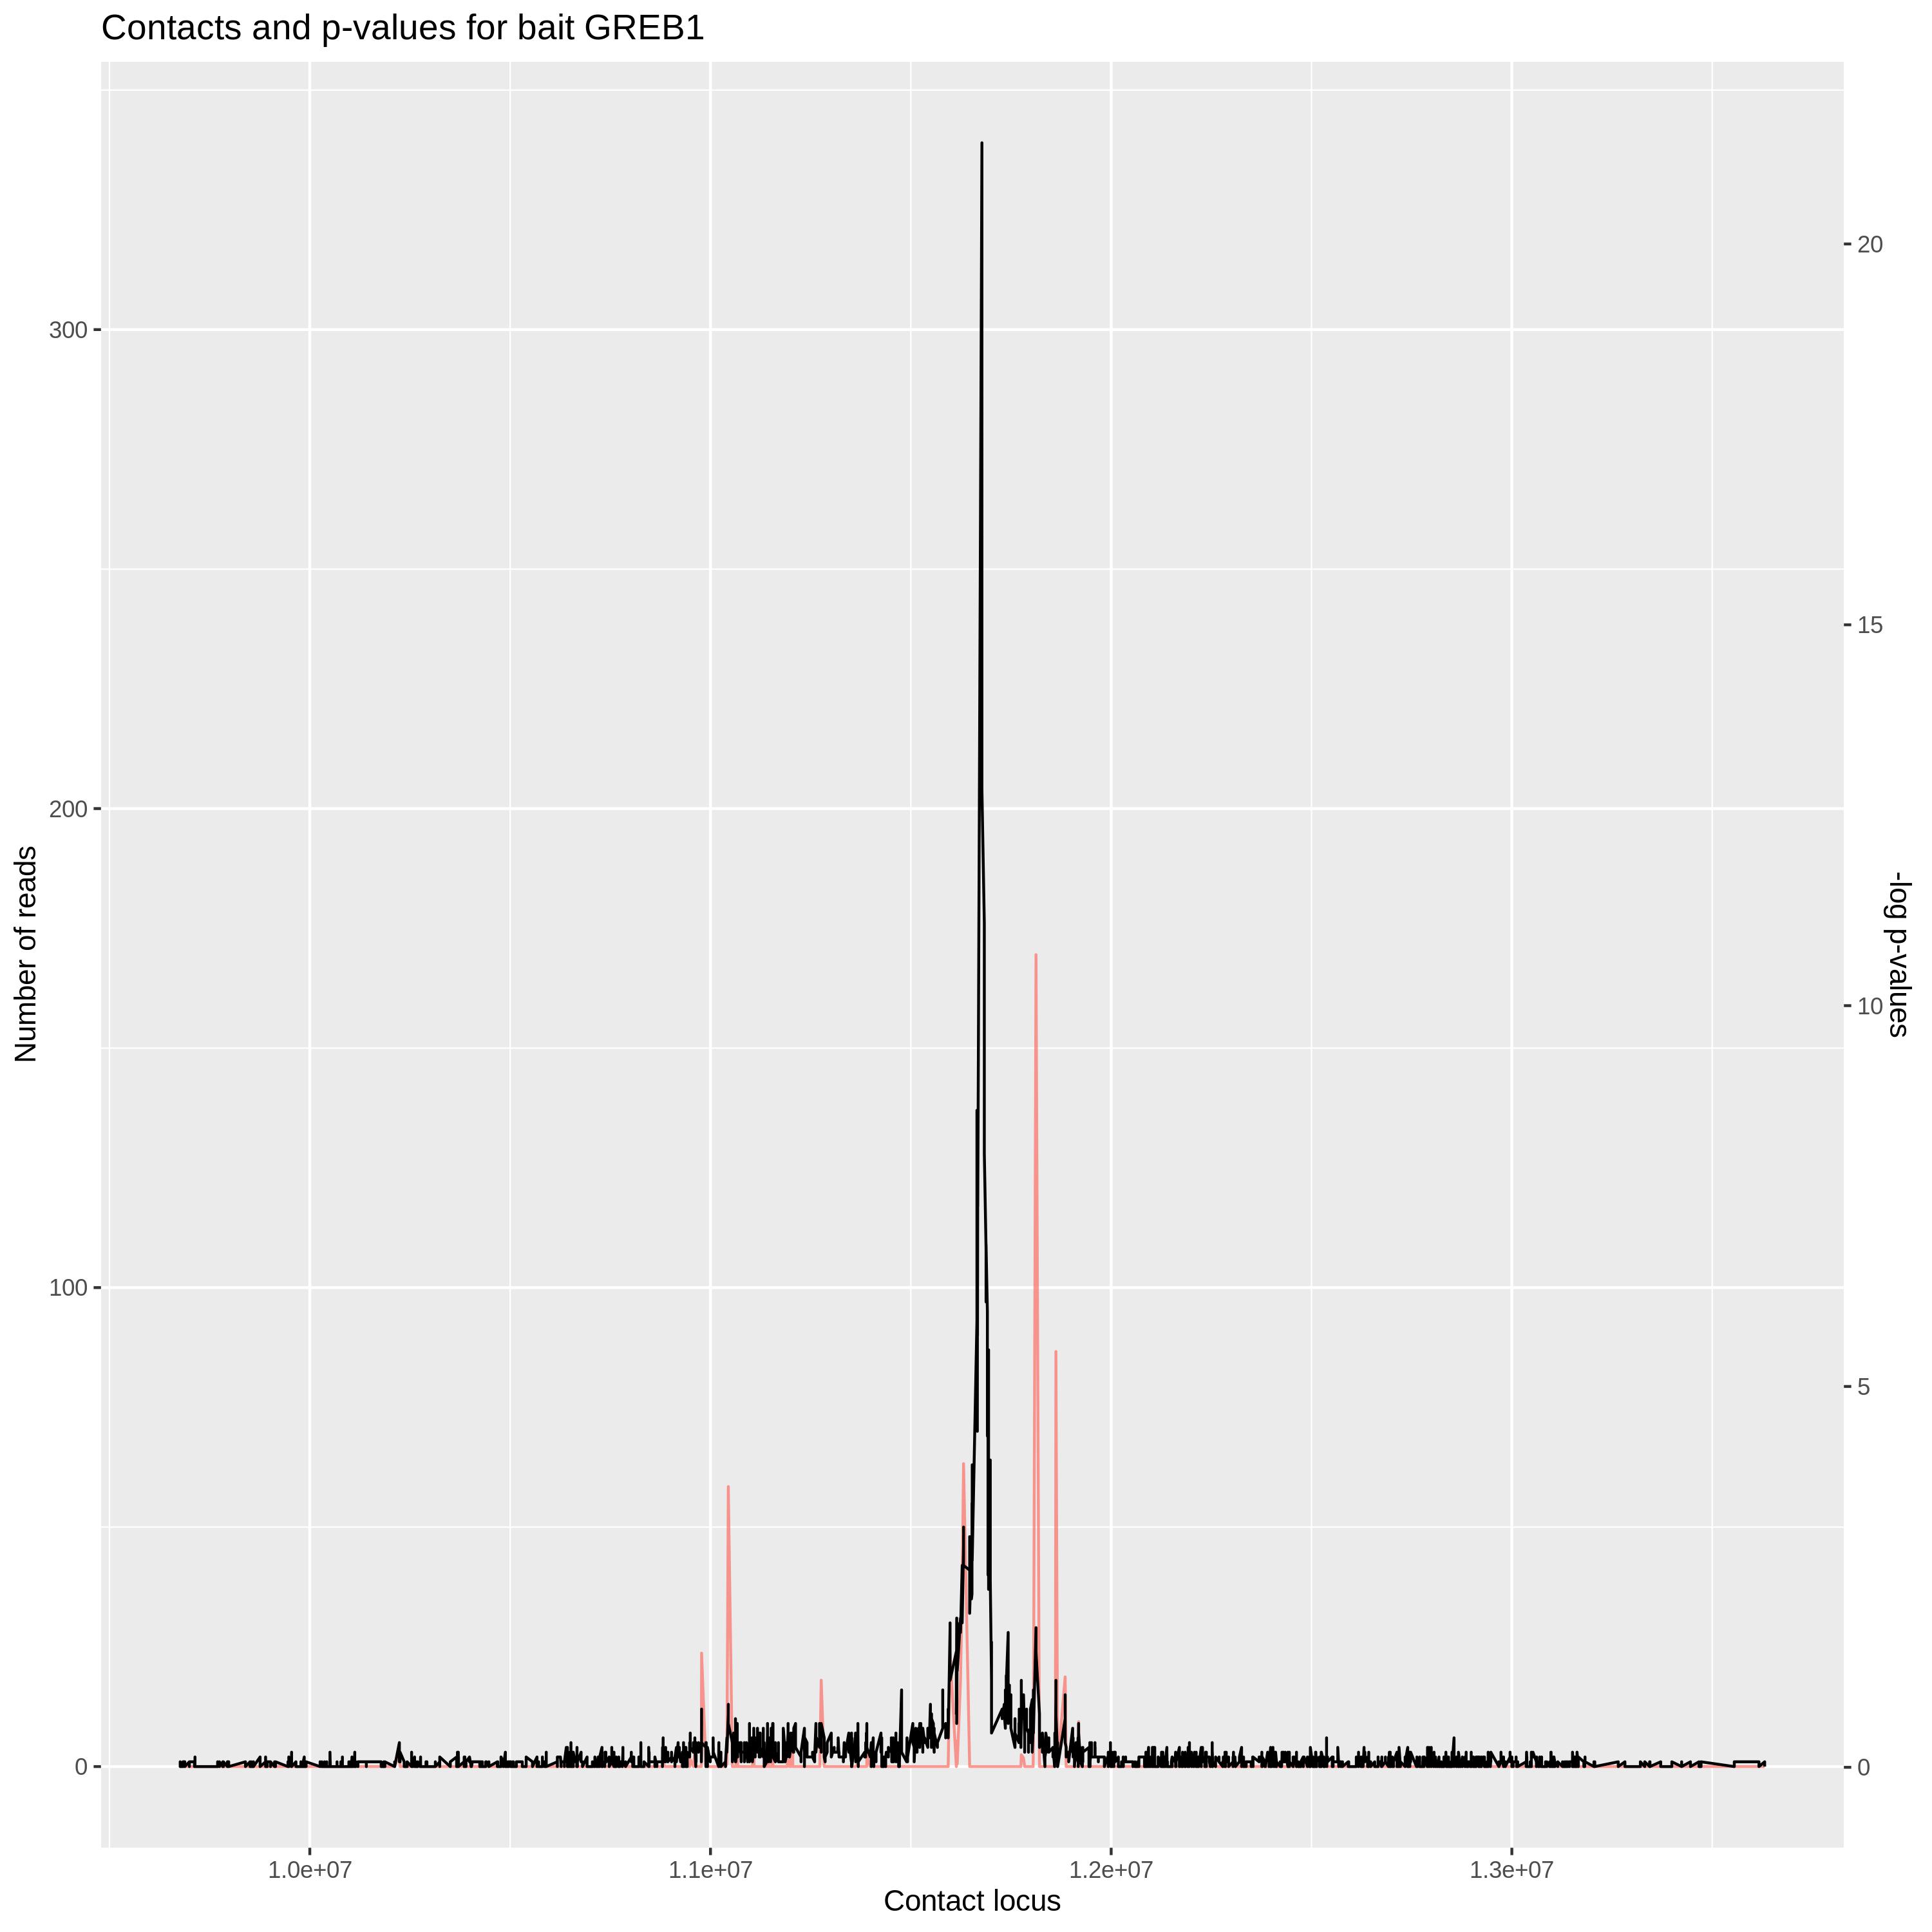 Contacts and p-values for bait GREB1
300
200
100
0
Number of reads
20
15
10
5
0
-log p-values
1.0e+07
1.1e+07
1.2e+07
1.3e+07
Contact locus